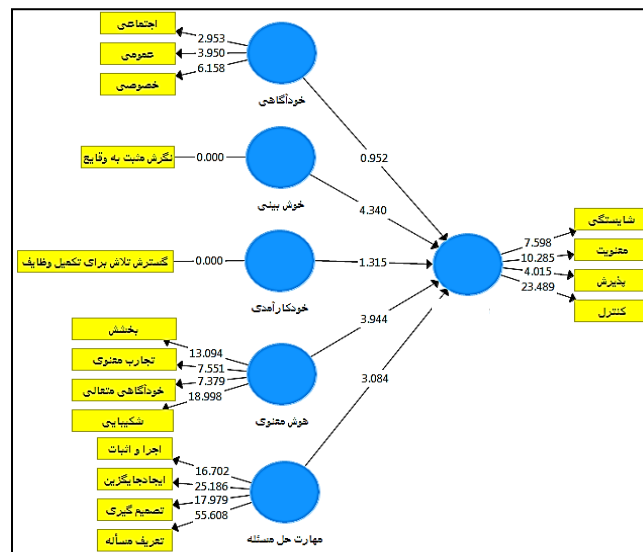 اجتماعی
2.953
عمومی
3.950
خصوصی
6.158
خودآگاهی
0.952
نگرش مثبت به وقایع
0.000
خوش بینی
4.340
گسترش تلاش برای تکمیل وظایف
0.000
خودکارآمدی
1.315
شایستگی
7.598
معنویت
10.285
پذیرش
4.015
کنترل
23.489
بخشش
13.094
تجارب معنوی
7.551
خودآگاهی متعالی
7.379
شکیبایی
18.998
هوش معنوی
3.944
اجرا و اثبات
16.702
ایجادجایگزین
25.186
تصمیم گیری
17.979
تعریف مسأله
55.608
مهارت حل مسئله
3.084